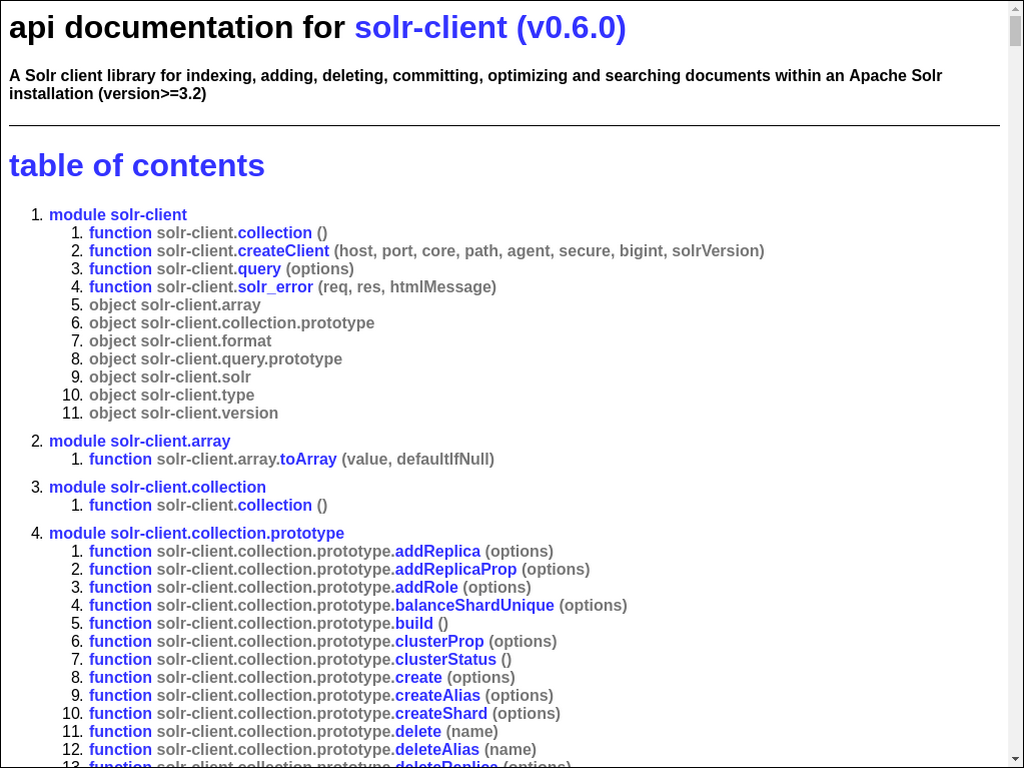 api documentation for solr-client (v0.6.0)
A Solr client library for indexing, adding, deleting, committing, optimizing and searching documents within an Apache Solr
installation (version>=3.2)
table of contents
1. module solr-client
1. function solr-client.collection ()
2. function solr-client.createClient (host, port, core, path, agent, secure, bigint, solrVersion)
3. function solr-client.query (options)
4. function solr-client.solr_error (req, res, htmlMessage)
5. object solr-client.array
6. object solr-client.collection.prototype
7. object solr-client.format
8. object solr-client.query.prototype
9. object solr-client.solr
10. object solr-client.type
11. object solr-client.version
2. module solr-client.array
1. function solr-client.array.toArray (value, defaultIfNull)
3. module solr-client.collection
1. function solr-client.collection ()
4. module solr-client.collection.prototype
1. function solr-client.collection.prototype.addReplica (options)
2. function solr-client.collection.prototype.addReplicaProp (options)
3. function solr-client.collection.prototype.addRole (options)
4. function solr-client.collection.prototype.balanceShardUnique (options)
5. function solr-client.collection.prototype.build ()
6. function solr-client.collection.prototype.clusterProp (options)
7. function solr-client.collection.prototype.clusterStatus ()
8. function solr-client.collection.prototype.create (options)
9. function solr-client.collection.prototype.createAlias (options)
10. function solr-client.collection.prototype.createShard (options)
11. function solr-client.collection.prototype.delete (name)
12. function solr-client.collection.prototype.deleteAlias (name)
13. function solr-client.collection.prototype.deleteReplica (options)